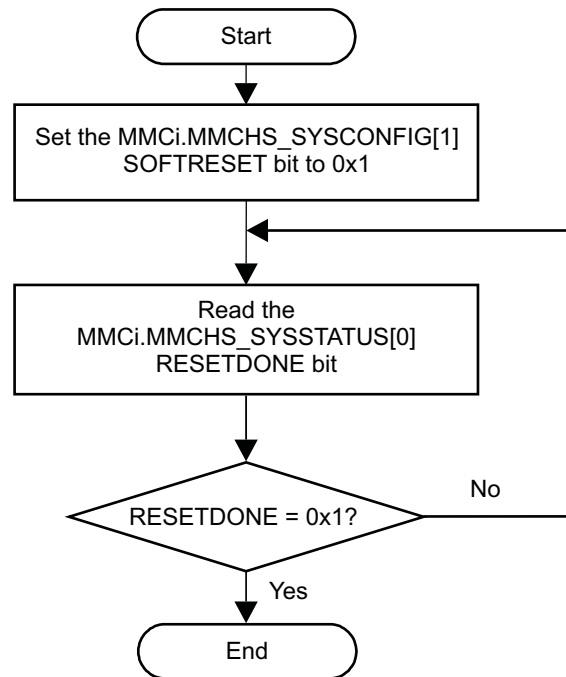 Start
Set the MMCi.MMCHS_SYSCONFIG[1]
SOFTRESET bit to 0x1
Read the
MMCi.MMCHS_SYSSTATUS[0]
RESETDONE bit
RESETDONE = 0x1?
No
Yes
End